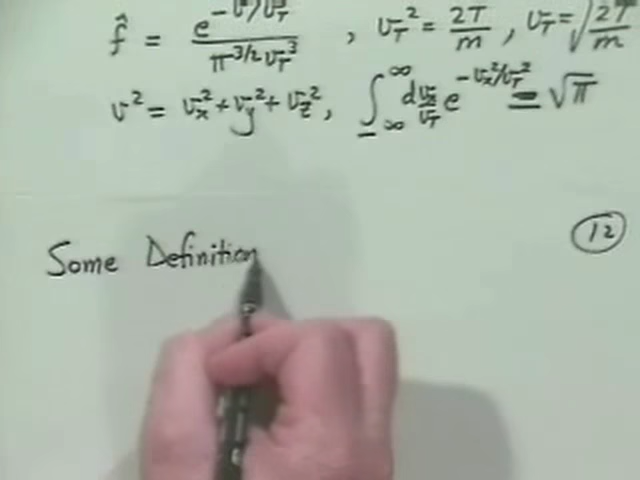 f̂ = e^{-v²/v_T²} / π^{3/2} v_T³ , v_T² = 2T/m , v_T = √(2T/m)
v² = v_x² + v_y² + v_z² , ∫_{-∞}^{∞} dv_x/v_T e^{-v_x²/v_T²} = √π
12
Some Definition